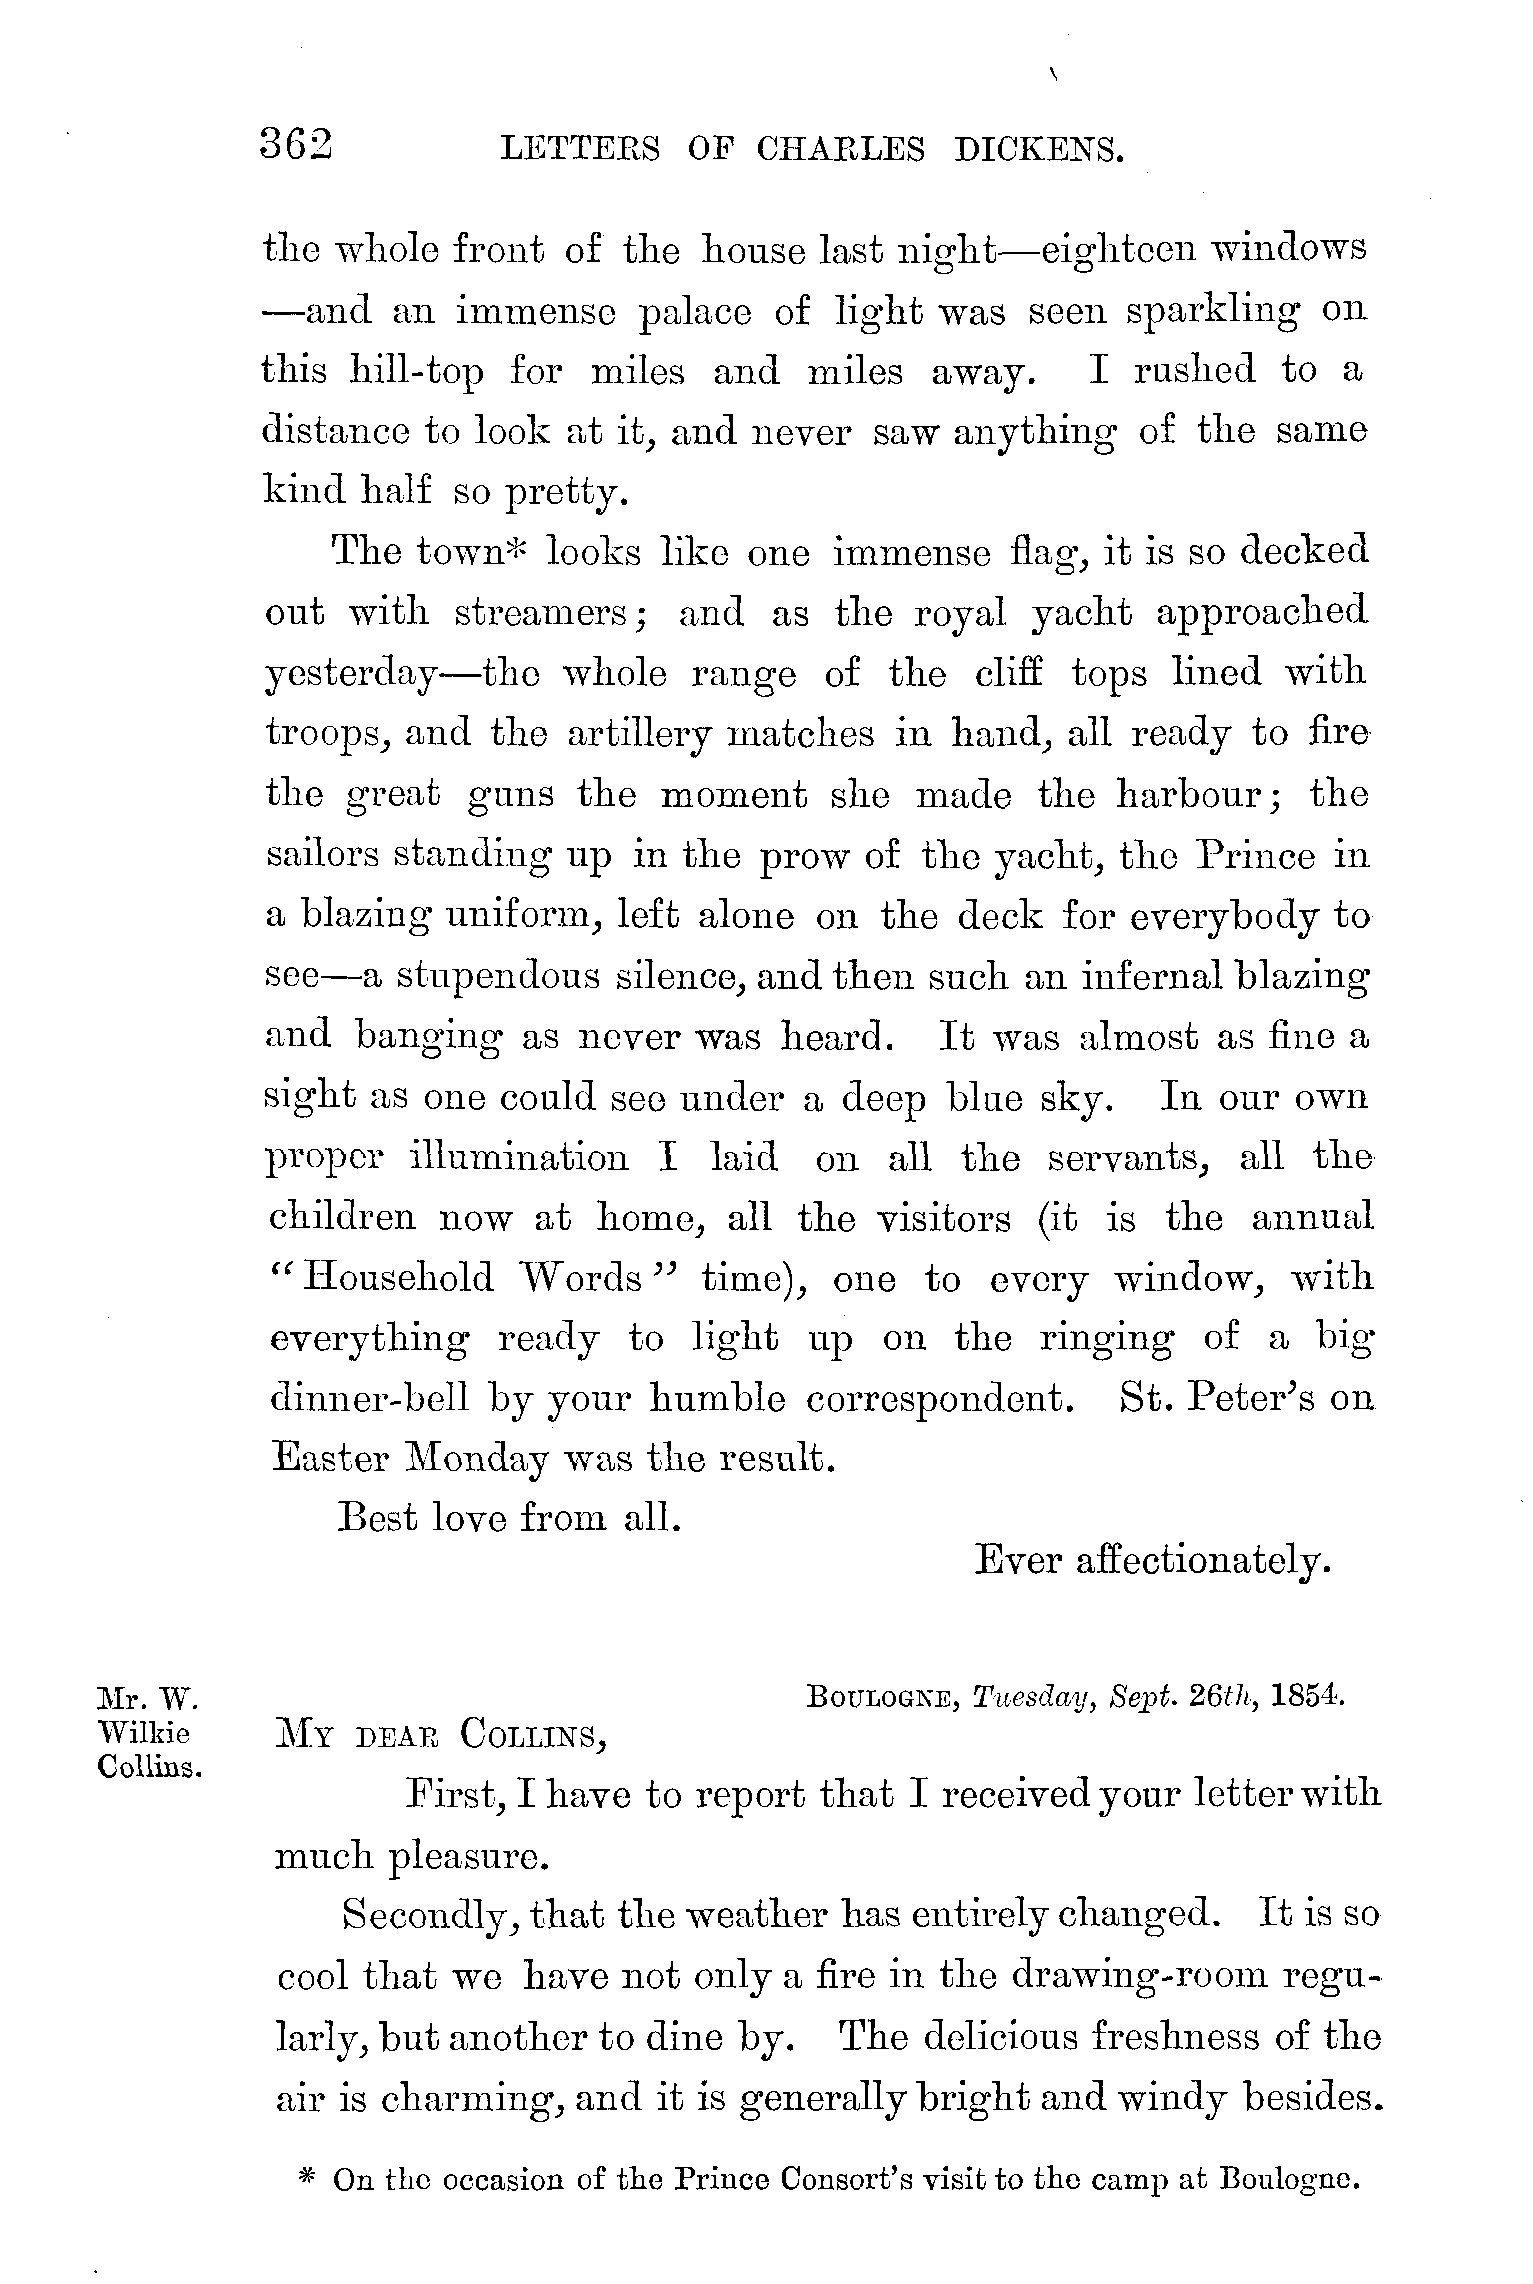 362 LETTERS OF CHARLES DICKENS.
the whole front of the house last night—eighteen windows
—and an immense palace of light was seen sparkling on
this hill-top for miles and miles away. I rushed to a
distance to look at it, and never saw anything of the same
kind half so pretty.
The town* looks like one immense flag, it is so decked
out with streamers; and as the royal yacht approached
yesterday—the whole range of the cliff tops lined with
troops, and the artillery matches in hand, all ready to fire
the great guns the moment she made the harbour; the
sailors standing up in the prow of the yacht, the Prince in
a blazing uniform, left alone on the deck for everybody to
see—a stupendous silence, and then such an infernal blazing
and banging as never was heard. It was almost as fine a
sight as one could see under a deep blue sky. In our own
proper illumination I laid on all the servants, all the
children now at home, all the visitors (it is the annual
"Household Words" time), one to every window, with
everything ready to light up on the ringing of a big
dinner-bell by your humble correspondent. St. Peter's on
Easter Monday was the result.
Best love from all.
Ever affectionately.
Mr. W.
Wilkie
Collins.
BOULOGNE, Tuesday, Sept. 26th, 1854.
MY DEAR COLLINS,
First, I have to report that I received your letter with
much pleasure.
Secondly, that the weather has entirely changed. It is so
cool that we have not only a fire in the drawing-room regu-
larly, but another to dine by. The delicious freshness of the
air is charming, and it is generally bright and windy besides.
* On the occasion of the Prince Consort's visit to the camp at Boulogne.